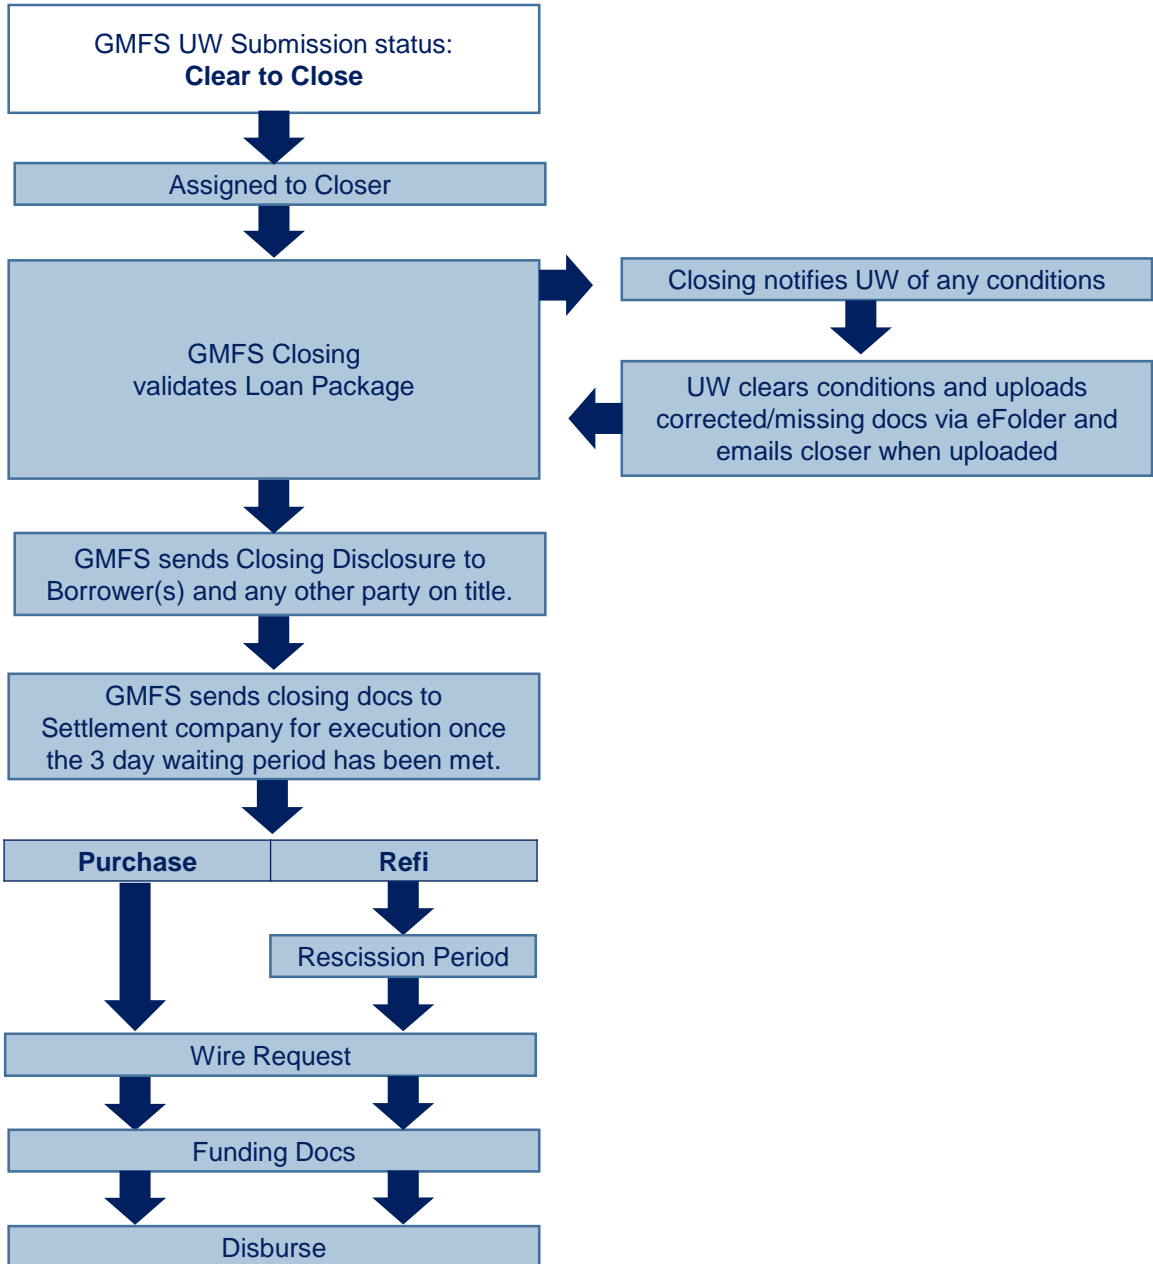 GMFS UW Submission status:
Clear to Close
Assigned to Closer
GMFS Closing
validates Loan Package
Closing notifies UW of any conditions
UW clears conditions and uploads
corrected/missing docs via eFolder and
emails closer when uploaded
GMFS sends Closing Disclosure to
Borrower(s) and any other party on title.
GMFS sends closing docs to
Settlement company for execution once
the 3 day waiting period has been met.
Purchase
Refi
Rescission Period
Wire Request
Funding Docs
Disburse